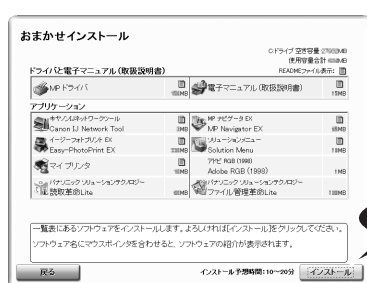 おまかせインストール
C:ドライブ 空き容量 27000MB
使用容量合計 MB
ドライバと電子マニュアル(取扱説明書)
READMEファイル表示:
MP ドライバ
MB
電子マニュアル(取扱説明書)
15MB
アプリケーション
キヤノンIJネットワークツール
Canon IJ Network Tool
3MB
MP ナビゲータ EX
MP Navigator EX
MB
イージーフォトプリント EX
Easy-PhotoPrint EX
MB
ソリューションメニュー
Solution Menu
10MB
マイ プリンタ
10MB
アドビ RGB (1998)
Adobe RGB (1998)
1MB
パナソニック ソリューションテクノロジー
読取革命Lite
MB
パナソニック ソリューションテクノロジー
ファイル管理革命Lite
MB
一覧表にあるソフトウェアをインストールします。よろしければ[インストール]をクリックしてください。
ソフトウェア名にマウスポインタを合わせると、ソフトウェアの紹介が表示されます。
戻る
インストール予想時間:10~20分
インストール